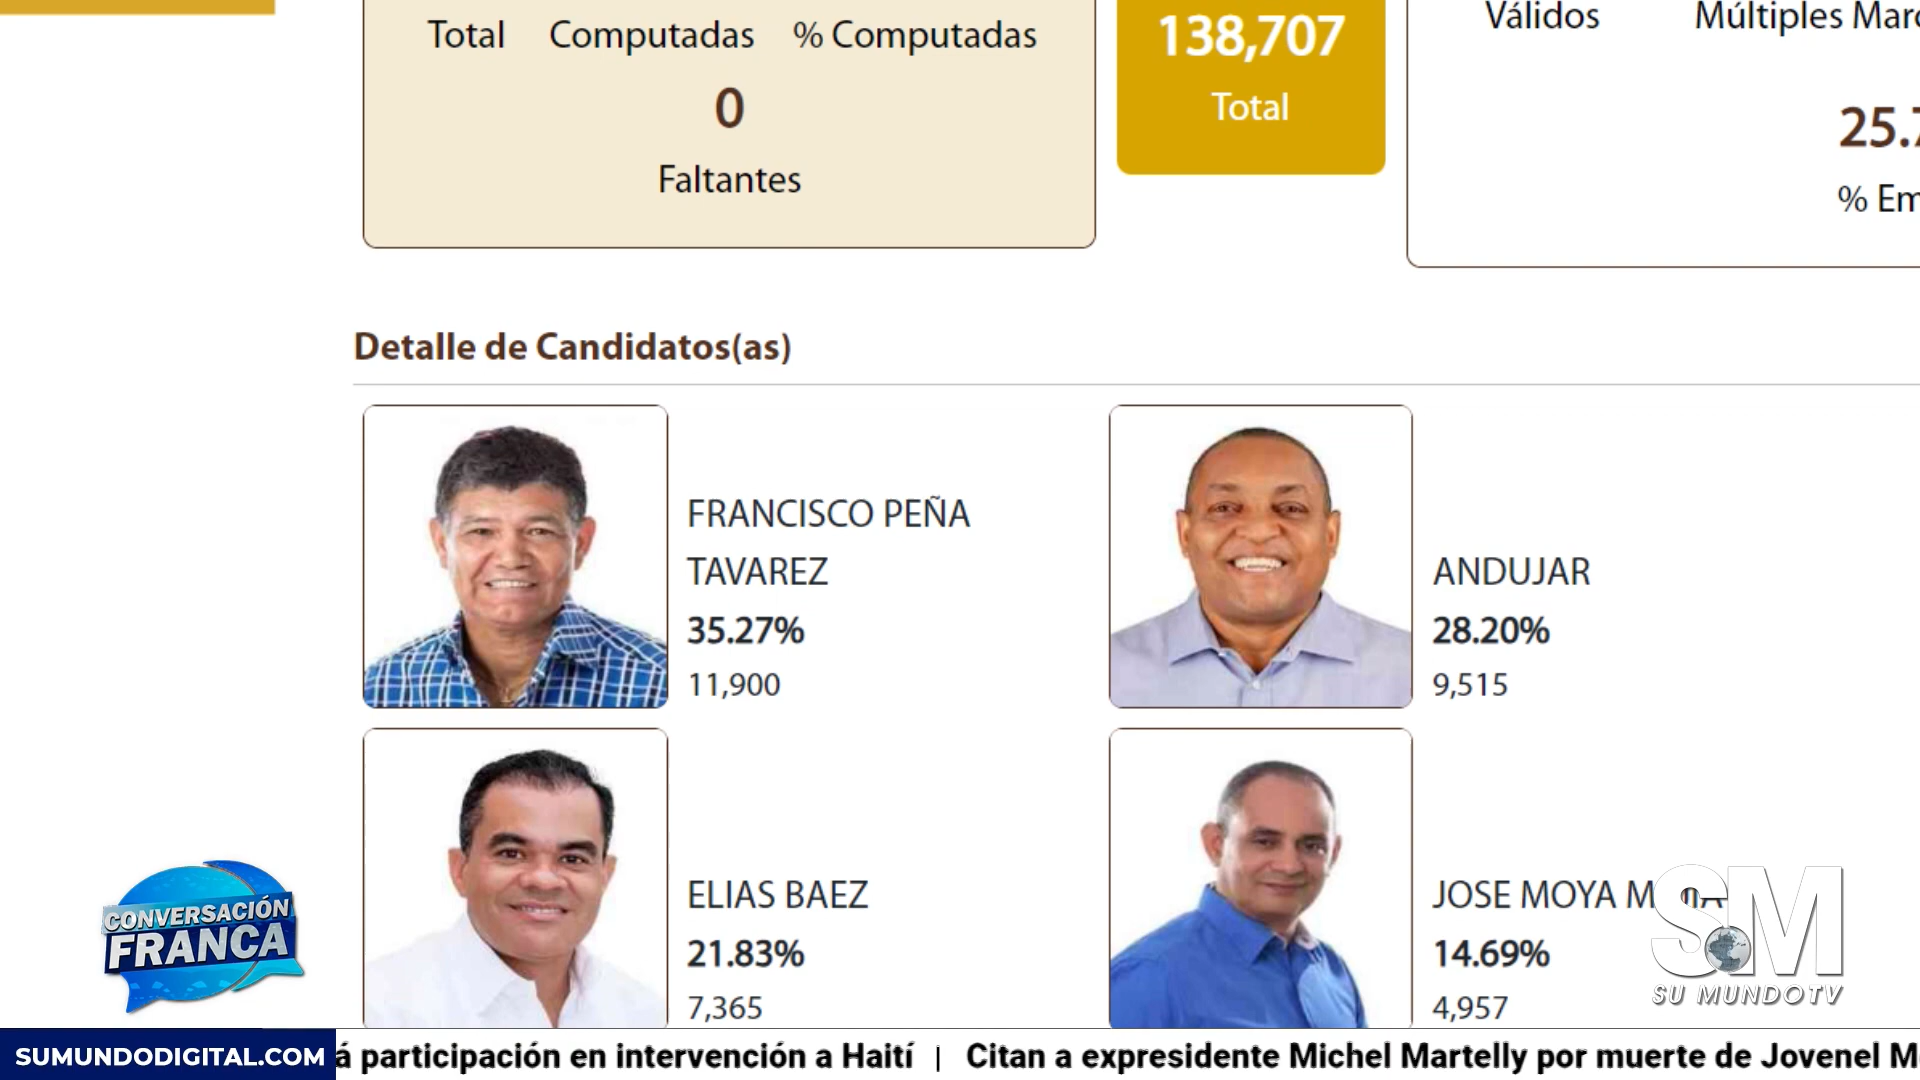 Total Computadas % Computadas
0
Faltantes
138,707
Total
Válidos Múltiples
25.7
% Em
Detalle de Candidatos(as)
FRANCISCO PEÑA
TAVAREZ
35.27%
11,900
ANDUJAR
28.20%
9,515
ELIAS BAEZ
21.83%
7,365
JOSE MOYA
14.69%
4,957
CONVERSACIÓN
FRANCA
SM
SU MUNDO TV
SUMUNDODIGITAL.COM
á participación en intervención a Haití | Citan a expresidente Michel Martelly por muerte de Jovenel